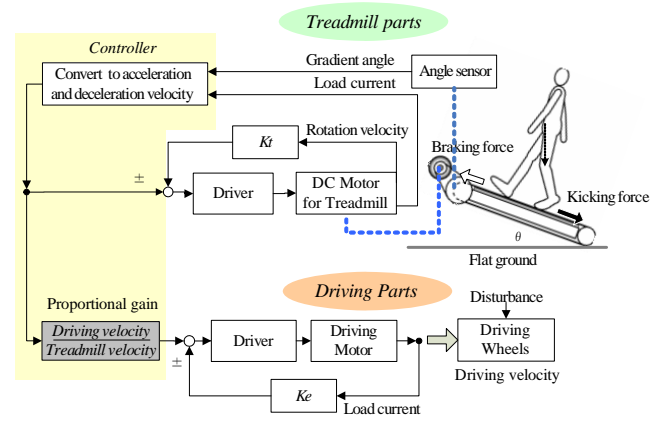 Treadmill parts
Controller
Convert to acceleration
and deceleration velocity
Gradient angle
Load current
Angle sensor
Kt
Rotation velocity
Braking force
±
Driver
DC Motor
for Treadmill
Kicking force
θ
Flat ground
Driving Parts
Proportional gain
Driving velocity
Treadmill velocity
±
Driver
Driving
Motor
Disturbance
Driving
Wheels
Driving velocity
Ke
Load current